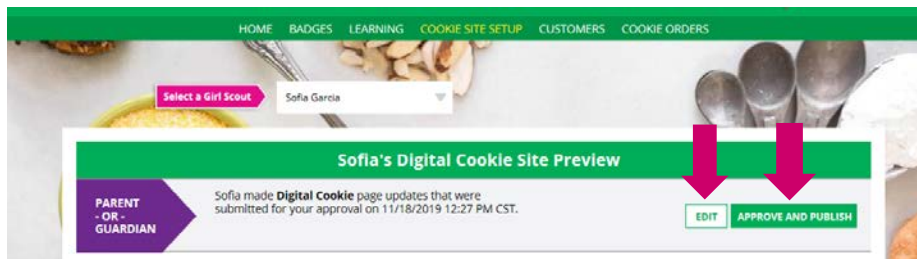 HOME BADGES LEARNING COOKIE SITE SETUP CUSTOMERS COOKIE ORDERS
Select a Girl Scout Sofia Garcia
Sofia's Digital Cookie Site Preview
PARENT
- OR -
GUARDIAN
Sofia made Digital Cookie page updates that were
submitted for your approval on 11/18/2019 12:27 PM CST.
EDIT APPROVE AND PUBLISH